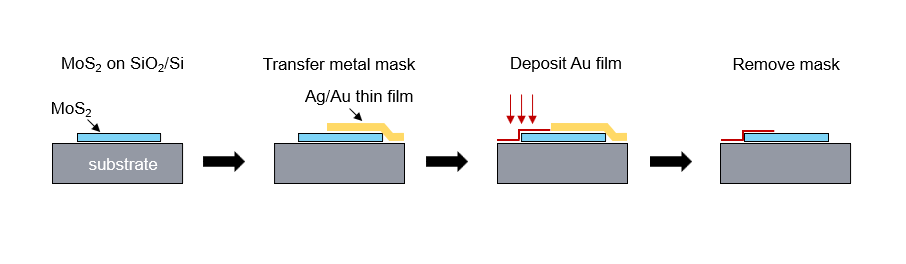 MoS₂ on SiO₂/Si
Transfer metal mask
Deposit Au film
Remove mask
MoS₂
Ag/Au thin film
substrate